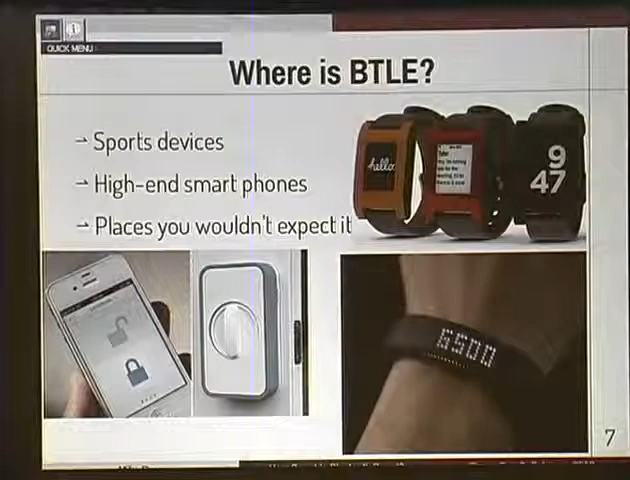 QUICK MENU
Where is BTLE?
→ Sports devices
→ High-end smart phones
→ Places you wouldn't expect it
hello
9
47
6500
7